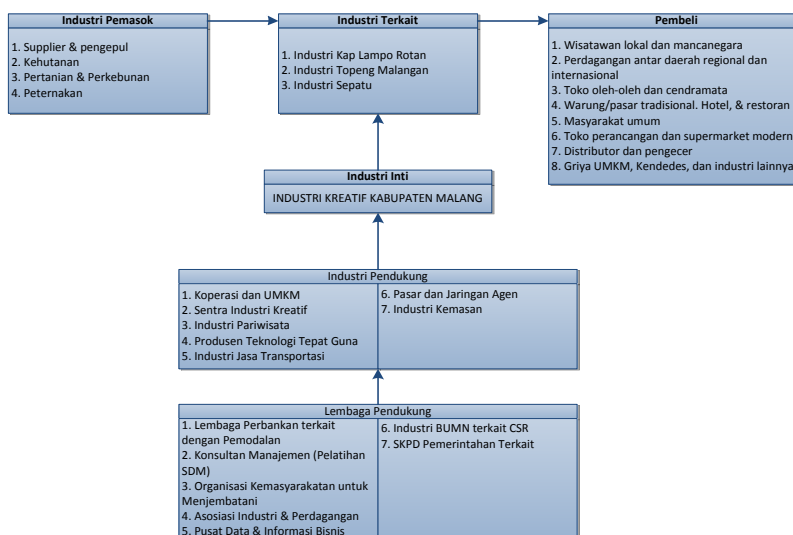 Industri Pemasok
1. Supplier & pengepul
2. Kehutanan
3. Pertanian & Perkebunan
4. Peternakan
Industri Terkait
1. Industri Kap Lampo Rotan
2. Industri Topeng Malangan
3. Industri Sepatu
Pembeli
1. Wisatawan lokal dan mancanegara
2. Perdagangan antar daerah regional dan
internasional
3. Toko oleh-oleh dan cendramata
4. Warung/pasar tradisional. Hotel, & restoran
5. Masyarakat umum
6. Toko perancangan dan supermarket modern
7. Distributor dan pengecer
8. Griya UMKM, Kendedes, dan industri lainnya
Industri Inti
INDUSTRI KREATIF KABUPATEN MALANG
Industri Pendukung
1. Koperasi dan UMKM
2. Sentra Industri Kreatif
3. Industri Pariwisata
4. Produsen Teknologi Tepat Guna
5. Industri Jasa Transportasi
6. Pasar dan Jaringan Agen
7. Industri Kemasan
Lembaga Pendukung
1. Lembaga Perbankan terkait
dengan Pemodalan
2. Konsultan Manajemen (Pelatihan
SDM)
3. Organisasi Kemasyarakatan untuk
Menjembatani
4. Asosiasi Industri & Perdagangan
5. Pusat Data & Informasi Bisnis
6. Industri BUMN terkait CSR
7. SKPD Pemerintahan Terkait